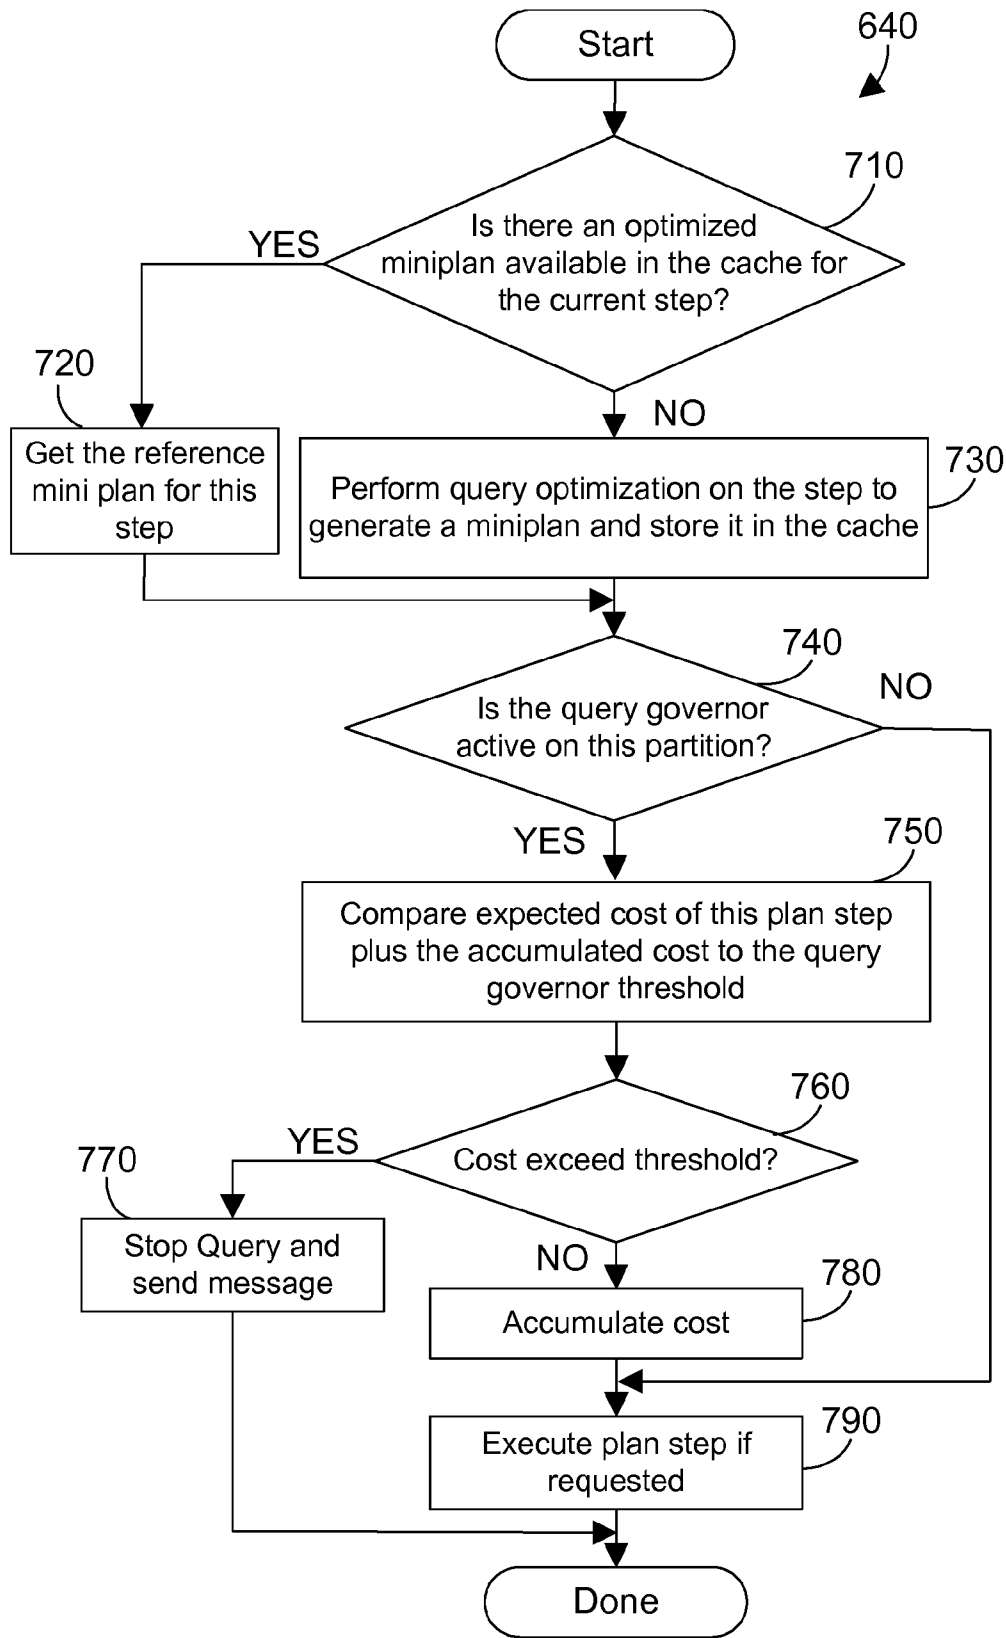 Start
640
710
Is there an optimized
miniplan available in the cache for
the current step?
YES
NO
720
Get the reference
mini plan for this
step
730
Perform query optimization on the step to
generate a miniplan and store it in the cache
740
Is the query governor
active on this partition?
NO
YES
750
Compare expected cost of this plan step
plus the accumulated cost to the query
governor threshold
760
Cost exceed threshold?
YES
770
Stop Query and
send message
NO
780
Accumulate cost
790
Execute plan step if
requested
Done